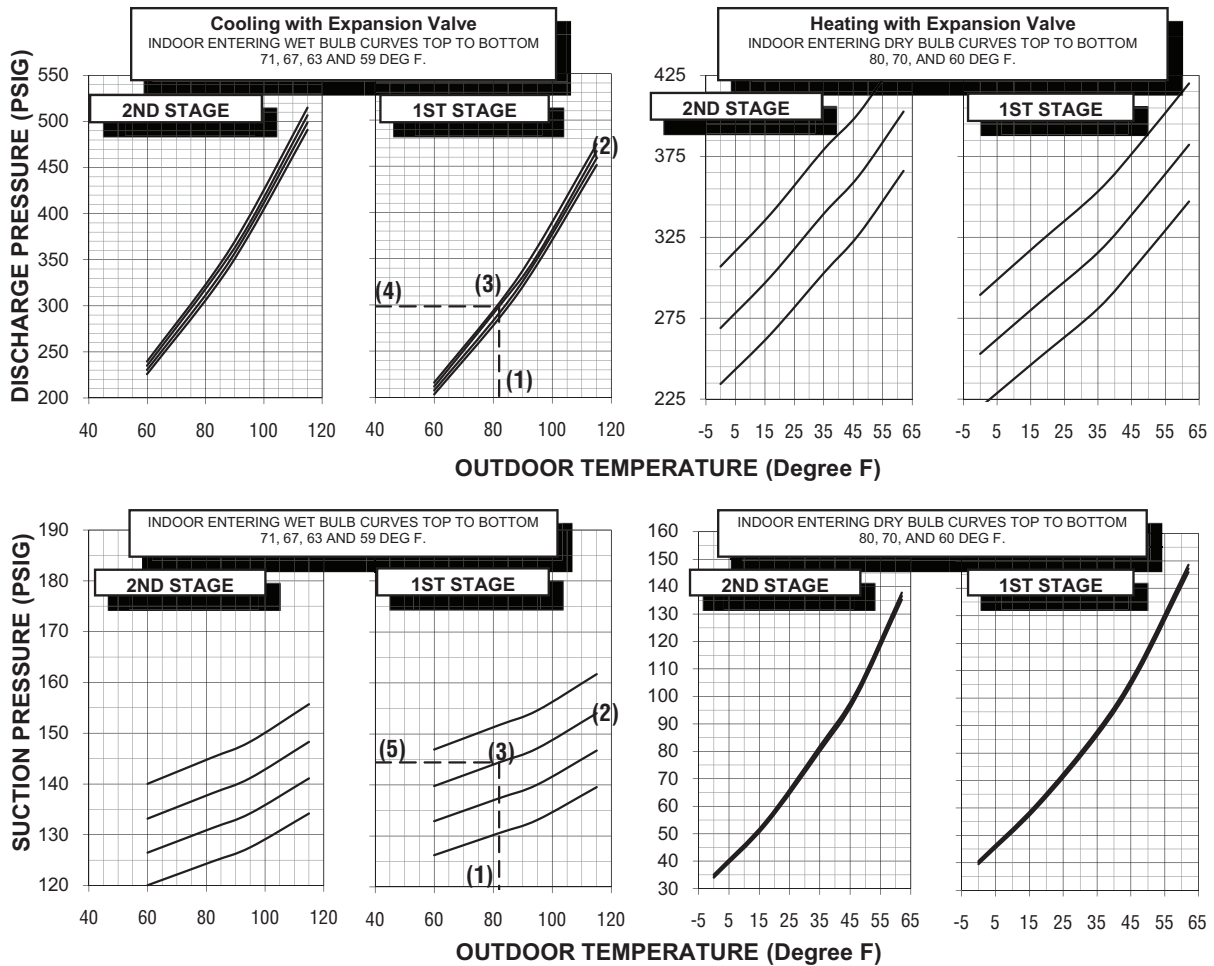 Cooling with Expansion Valve
INDOOR ENTERING WET BULB CURVES TOP TO BOTTOM
71, 67, 63 AND 59 DEG F.
Heating with Expansion Valve
INDOOR ENTERING DRY BULB CURVES TOP TO BOTTOM
80, 70, AND 60 DEG F.
DISCHARGE PRESSURE (PSIG)
2ND STAGE
1ST STAGE
2ND STAGE
1ST STAGE
550
500
450
400
350
300
250
200
(2)
(3)
(4)
(1)
425
375
325
275
225
40 60 80 100 120
40 60 80 100 120
-5 5 15 25 35 45 55 65
-5 5 15 25 35 45 55 65
OUTDOOR TEMPERATURE (Degree F)
INDOOR ENTERING WET BULB CURVES TOP TO BOTTOM
71, 67, 63 AND 59 DEG F.
INDOOR ENTERING DRY BULB CURVES TOP TO BOTTOM
80, 70, AND 60 DEG F.
SUCTION PRESSURE (PSIG)
2ND STAGE
1ST STAGE
2ND STAGE
1ST STAGE
190
180
170
160
150
140
130
120
(2)
(5)
(3)
(1)
160
150
140
130
120
110
100
90
80
70
60
50
40
30
40 60 80 100 120
40 60 80 100 120
-5 5 15 25 35 45 55 65
-5 5 15 25 35 45 55 65
OUTDOOR TEMPERATURE (Degree F)